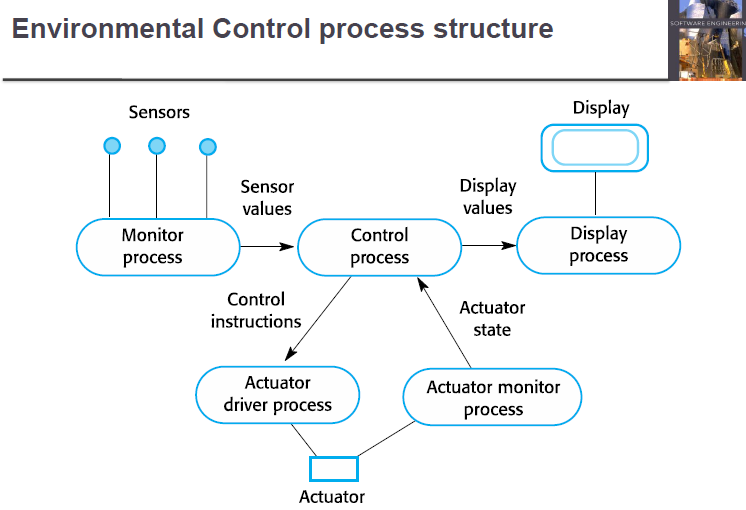 Environmental Control process structure
SOFTWARE ENGINEERIN
Sensors
Display
Sensor
values
Display
values
Monitor
process
Control
process
Display
process
Control
instructions
Actuator
state
Actuator
driver process
Actuator monitor
process
Actuator